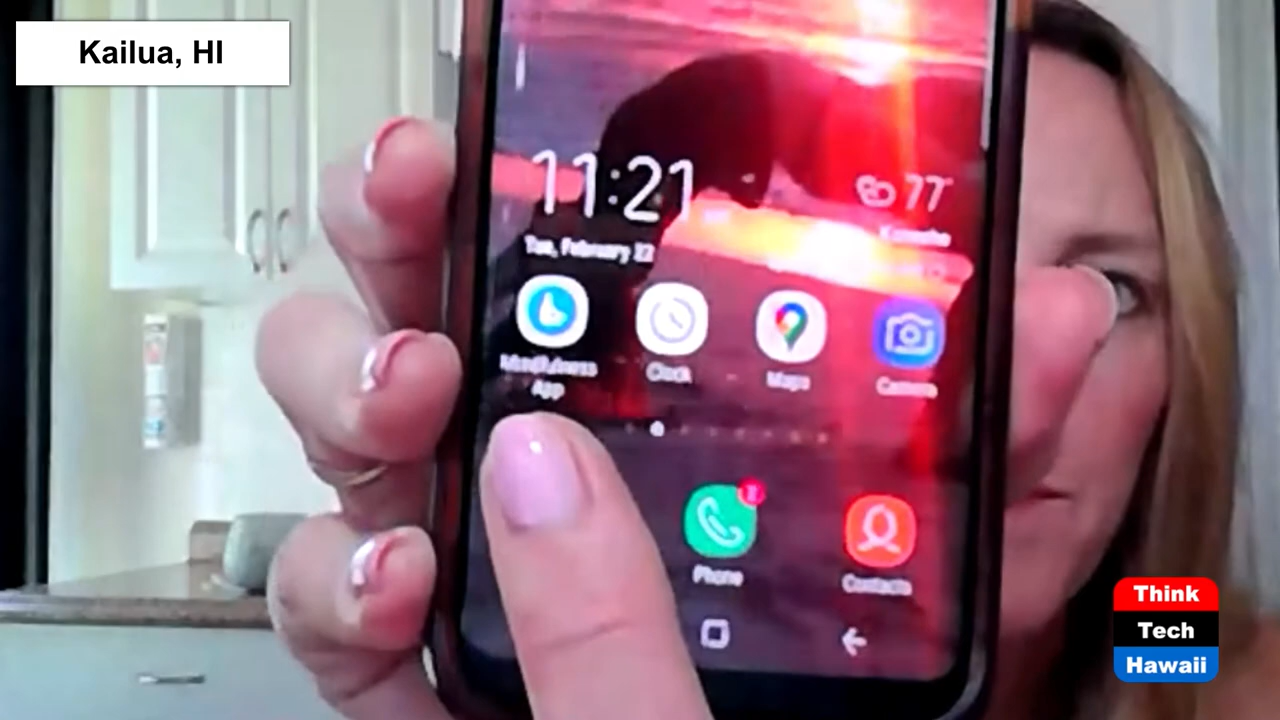 Kailua, HI
11:21
77°
Tue, February 22
Kaneohe
Mindfulness
App
Clock
Maps
Camera
Phone
Contacts
Think
Tech
Hawaii